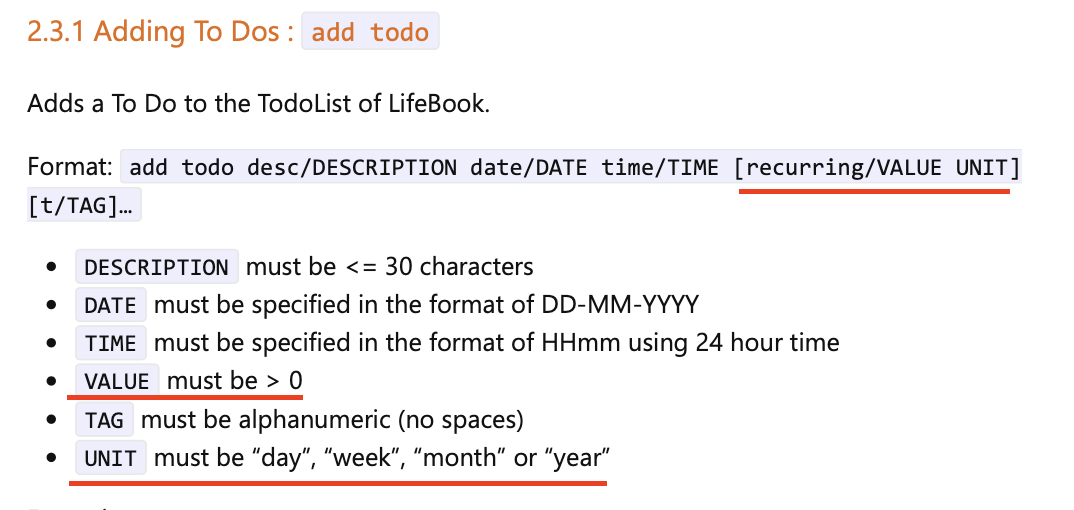 2.3.1 Adding To Dos : add todo
Adds a To Do to the TodoList of LifeBook.
Format: add todo desc/DESCRIPTION date/DATE time/TIME [recurring/VALUE UNIT]
[t/TAG]…
• DESCRIPTION must be <= 30 characters
• DATE must be specified in the format of DD-MM-YYYY
• TIME must be specified in the format of HHmm using 24 hour time
• VALUE must be > 0
• TAG must be alphanumeric (no spaces)
• UNIT must be “day”, “week”, “month” or “year”